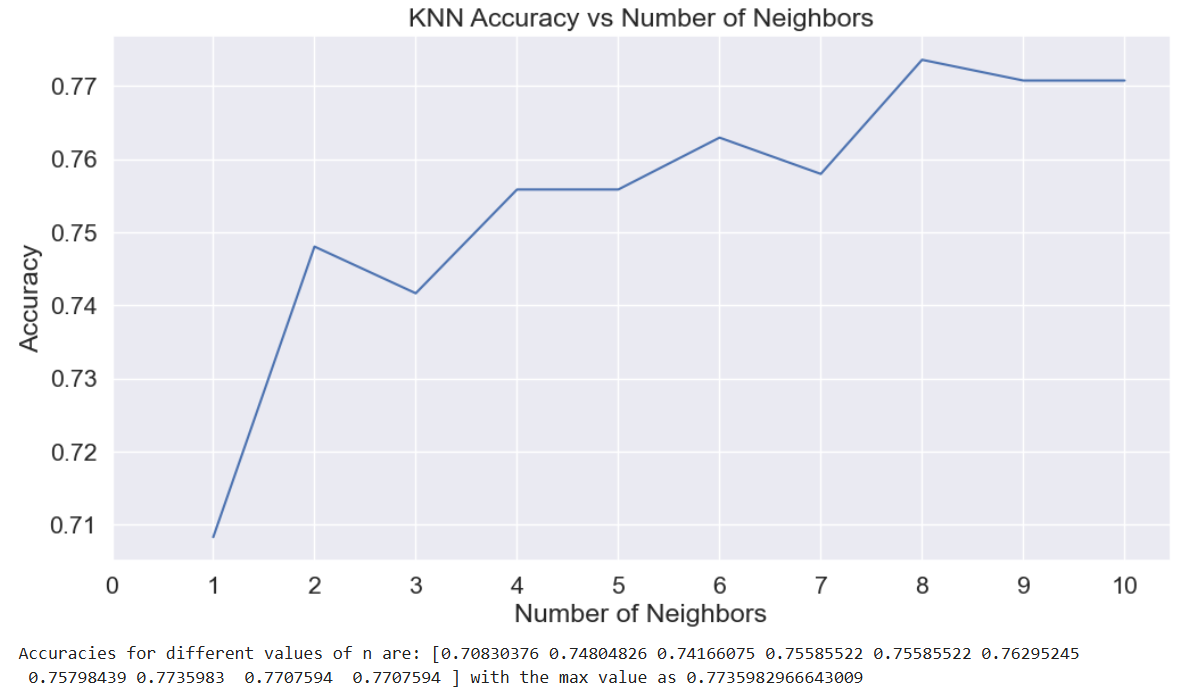 KNN Accuracy vs Number of Neighbors
0.77
0.76
0.75
0.74
0.73
0.72
0.71
Accuracy
0 1 2 3 4 5 6 7 8 9 10
Number of Neighbors
Accuracies for different values of n are: [0.70830376 0.74804826 0.74166075 0.75585522 0.75585522 0.76295245
0.75798439 0.7735983  0.7707594  0.7707594 ] with the max value as 0.7735982966643009